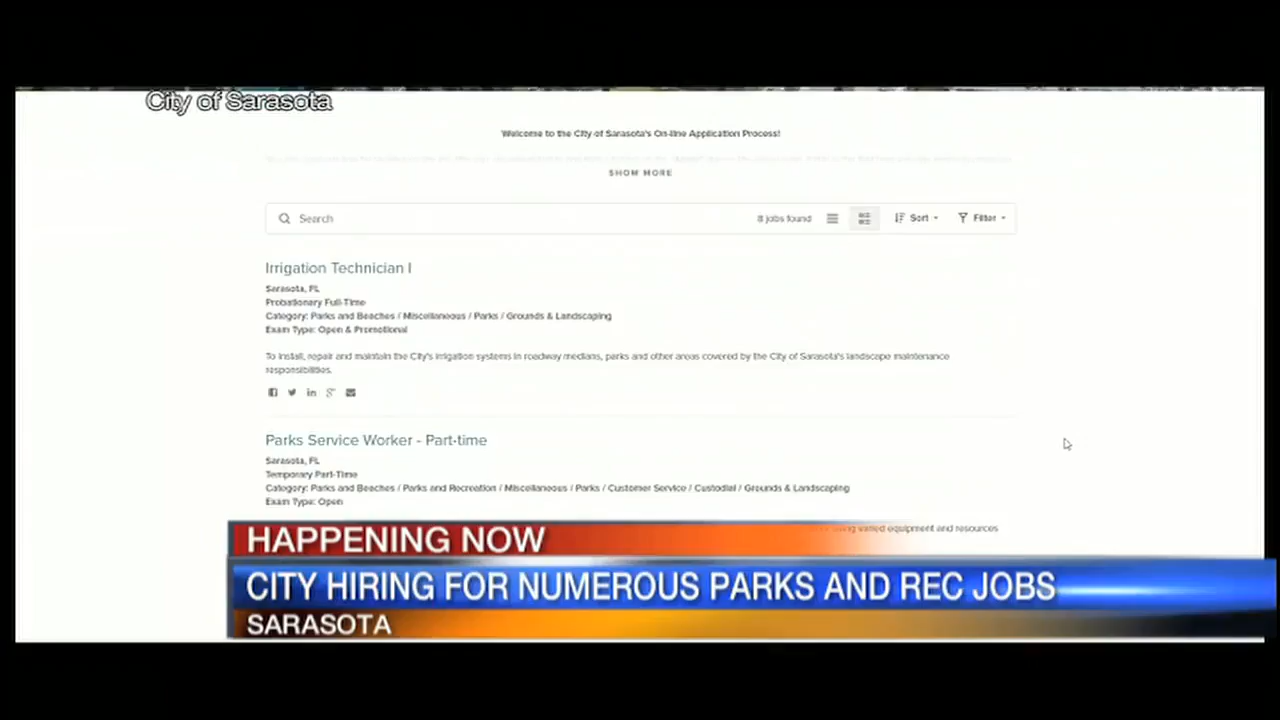 City of Sarasota
Welcome to the City of Sarasota's On-line Application Process!
SHOW MORE
Search
8 jobs found
Sort
Filter
Irrigation Technician I
Sarasota, FL
Probationary Full-Time
Category: Parks and Beaches / Miscellaneous / Parks / Grounds & Landscaping
Exam Type: Open & Promotional
To install, repair and maintain the City's irrigation systems in roadway medians, parks and other areas covered by the City of Sarasota's landscape maintenance
responsibilities.
Parks Service Worker - Part-time
Sarasota, FL
Temporary Part-Time
Category: Parks and Beaches / Parks and Recreation / Miscellaneous / Parks / Customer Service / Custodial / Grounds & Landscaping
Exam Type: Open
varied equipment and resources
HAPPENING NOW
CITY HIRING FOR NUMEROUS PARKS AND REC JOBS
SARASOTA